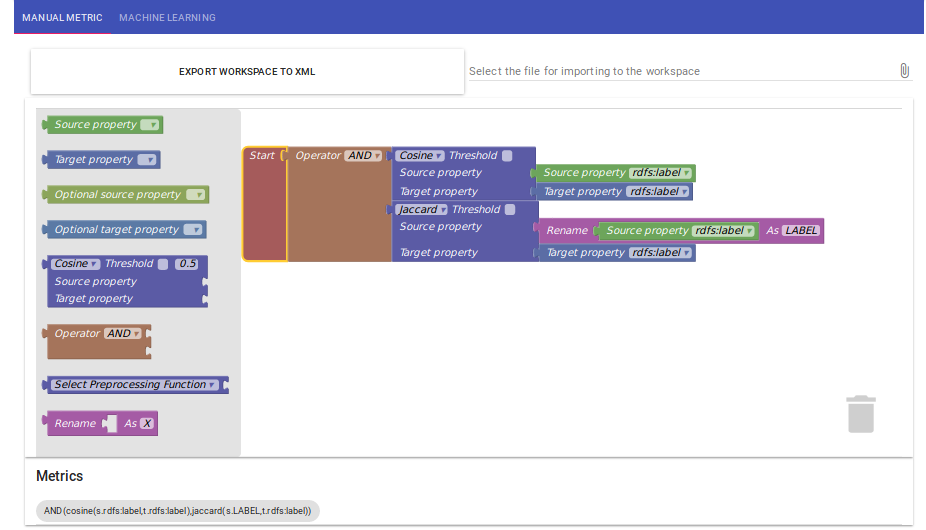 MANUAL METRIC MACHINE LEARNING
EXPORT WORKSPACE TO XML
Select the file for importing to the workspace
Source property
Target property
Optional source property
Optional target property
Cosine Threshold 0.5
Source property
Target property
Operator AND
Select Preprocessing Function
Rename As X
Start Operator AND Cosine Threshold
Source property Source property rdfs:label
Target property Target property rdfs:label
Jaccard Threshold
Source property Rename Source property rdfs:label As LABEL
Target property Target property rdfs:label
Metrics
AND(cosine(s.rdfs:label,t.rdfs:label),jaccard(s.LABEL,t.rdfs:label))